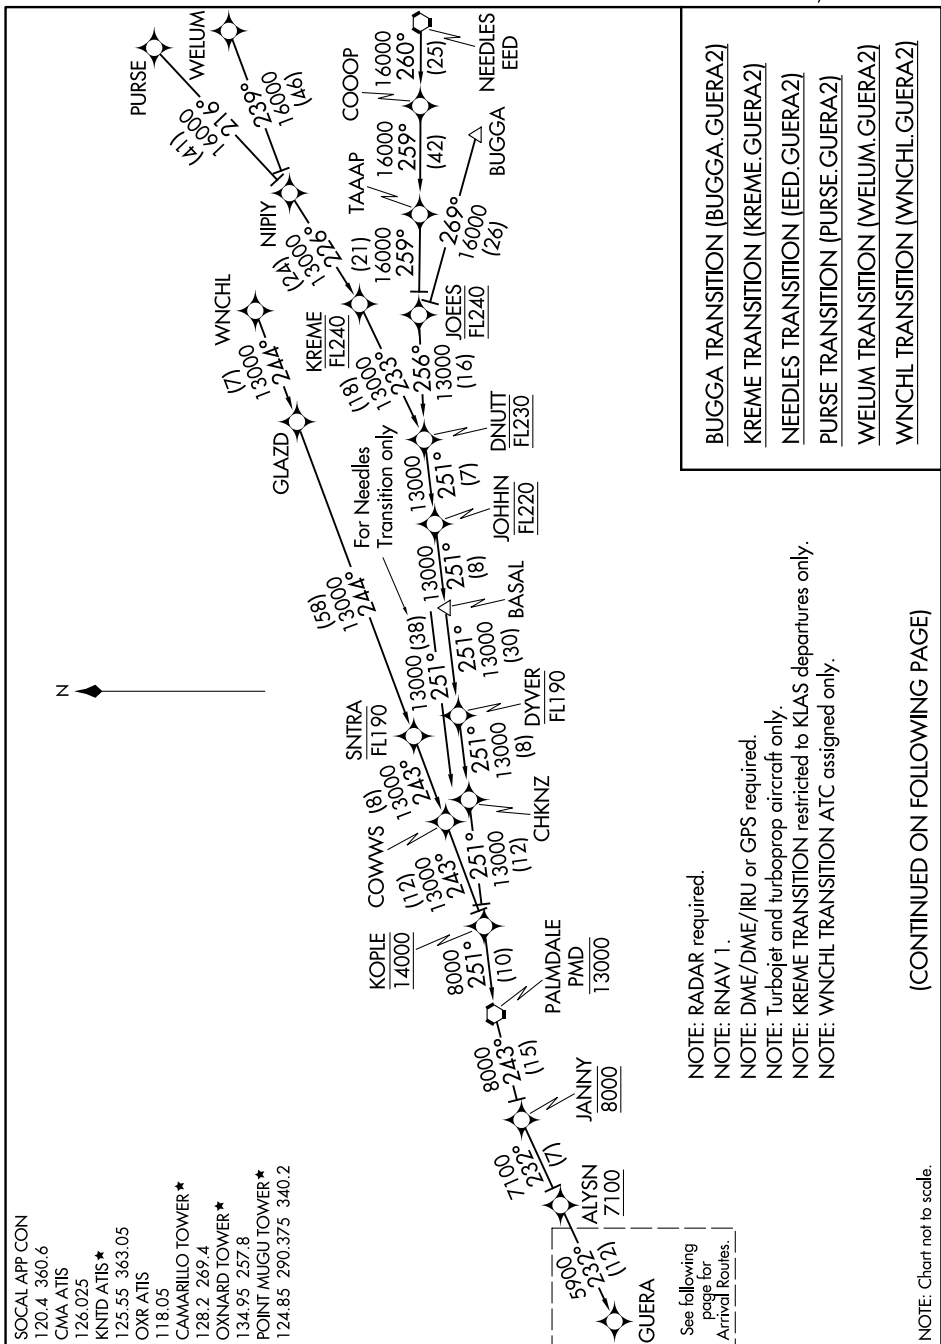 SOCAL APP CON
120.4 360.6
CMA ATIS
126.025
KNTD ATIS★
125.55 363.05
OXR ATIS
118.05
CAMARILLO TOWER★
128.2 269.4
OXNARD TOWER★
134.95 257.8
POINT MUGU TOWER★
124.85 290.375 340.2
N
PURSE
(41)
16000
216°
WELUM
239°
16000
(46)
NIPIY
(24)
13000
226°
WNCHL
(7)
13000
244°
GLAZD
(58)
13000
244°
KREME
FL240
(18)
13000
233°
NEEDLES
EED
16000
260°
(25)
COOOP
16000
259°
(42)
TAAAP
(21)
16000
259°
BUGGA
269°
16000
(26)
JOEES
FL240
256°
13000
(16)
DNUTT
FL230
13000
251°
(7)
JOHHN
FL220
13000
251°
(8)
BASAL
251°
13000
(30)
For Needles
Transition only
13000 (38)
251°
DYVER
FL190
251°
13000
(8)
CHKNZ
251°
13000
(12)
SNTRA
FL190
(8)
13000
243°
COWWS
(12)
13000
243°
KOPLE
14000
8000
251°
(10)
PALMDALE
PMD
13000
8000
243°
(15)
JANNY
8000
7100
232°
(7)
ALYSN
7100
5900
232°
(12)
GUERA
See following
page for
Arrival Routes.
BUGGA TRANSITION (BUGGA.GUERA2)
KREME TRANSITION (KREME.GUERA2)
NEEDLES TRANSITION (EED.GUERA2)
PURSE TRANSITION (PURSE.GUERA2)
WELUM TRANSITION (WELUM.GUERA2)
WNCHL TRANSITION (WNCHL.GUERA2)
NOTE: RADAR required.
NOTE: RNAV 1.
NOTE: DME/DME/IRU or GPS required.
NOTE: Turbojet and turboprop aircraft only.
NOTE: KREME TRANSITION restricted to KLAS departures only.
NOTE: WNCHL TRANSITION ATC assigned only.
(CONTINUED ON FOLLOWING PAGE)
NOTE: Chart not to scale.